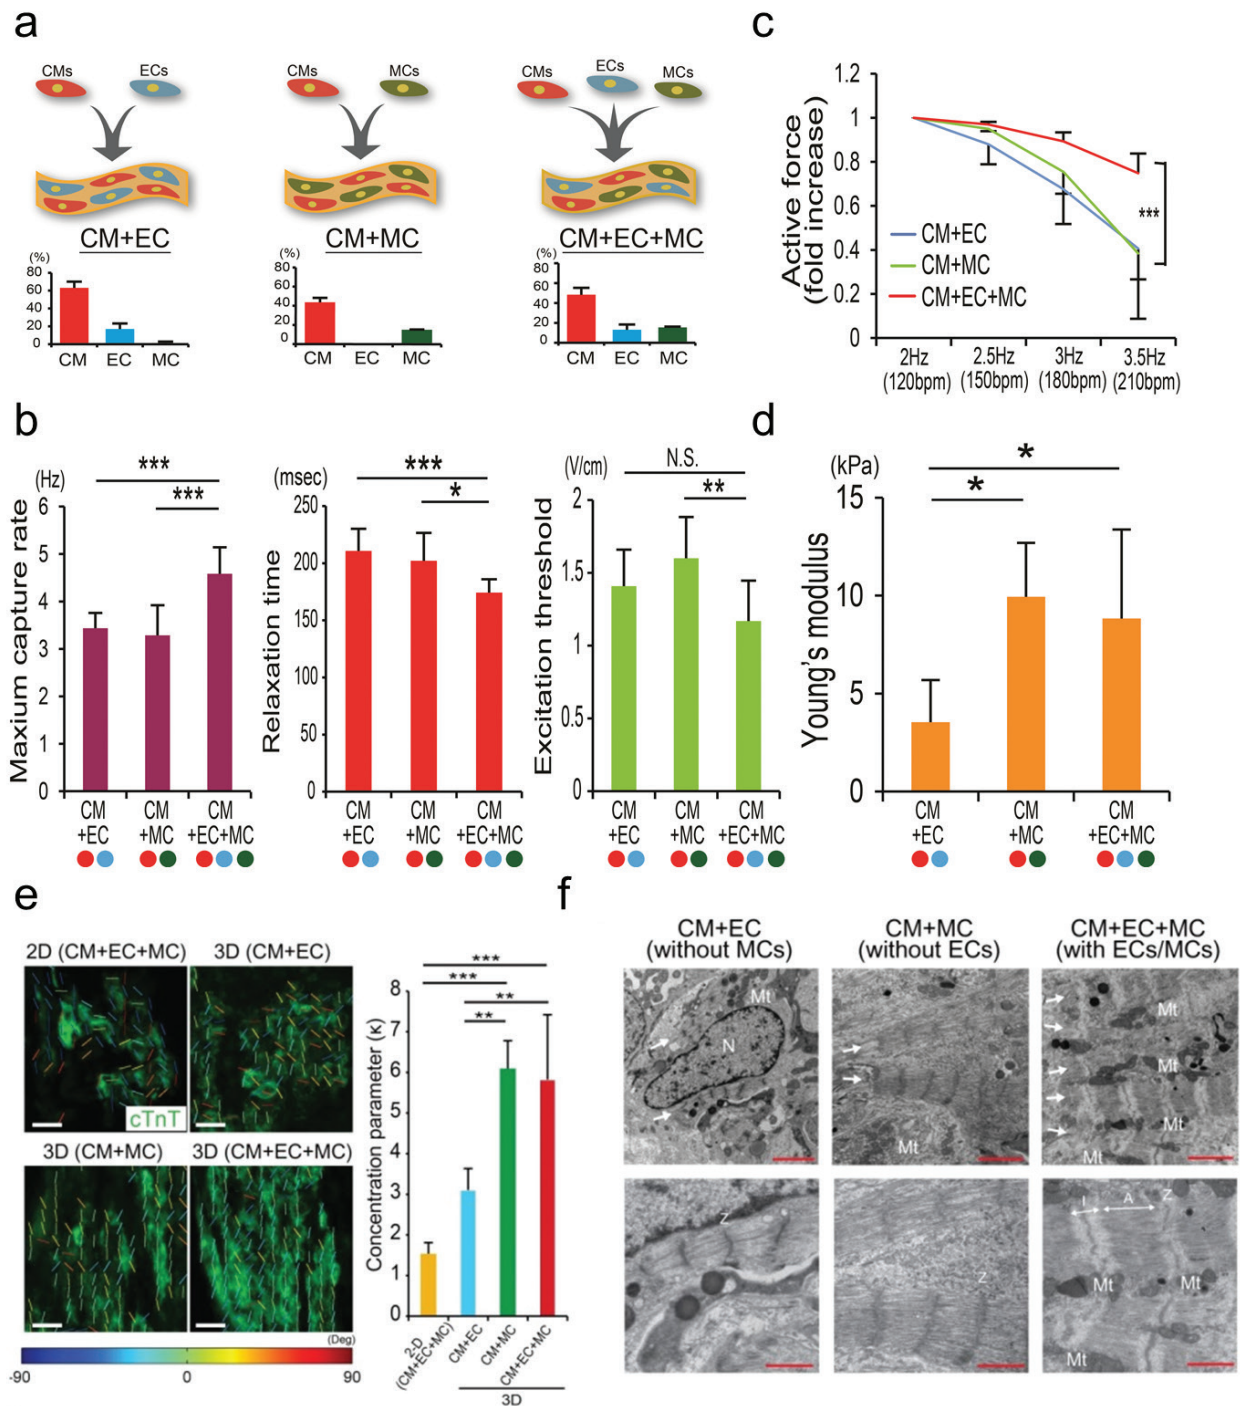 a
CMs
ECs
CM+EC
(%)
80
60
40
20
0
CM EC MC
CMs
MCs
CM+MC
(%)
80
60
40
20
0
CM EC MC
CMs
ECs
MCs
CM+EC+MC
(%)
80
60
40
20
0
CM EC MC
c
Active force
(fold increase)
1.2
1
0.8
0.6
0.4
0.2
0
***
CM+EC
CM+MC
CM+EC+MC
2Hz
(120bpm)
2.5Hz
(150bpm)
3Hz
(180bpm)
3.5Hz
(210bpm)
b
(Hz)
Maxium capture rate
6
5
4
3
2
1
0
***
***
CM
+EC
CM
+MC
CM
+EC+MC
(msec)
Relaxation time
250
200
150
100
50
0
***
*
CM
+EC
CM
+MC
CM
+EC+MC
(V/cm)
Excitation threshold
2
1.5
1
0.5
0
N.S.
**
CM
+EC
CM
+MC
CM
+EC+MC
d
(kPa)
Young's modulus
15
10
5
0
*
*
CM
+EC
CM
+MC
CM
+EC+MC
e
2D (CM+EC+MC)
3D (CM+EC)
cTnT
3D (CM+MC)
3D (CM+EC+MC)
(Deg)
-90 0 90
Concentration parameter (κ)
8
7
6
5
4
3
2
1
0
***
***
**
**
2-D
(CM+EC+MC)
CM+EC
CM+MC
CM+EC+MC
3D
f
CM+EC
(without MCs)
CM+MC
(without ECs)
CM+EC+MC
(with ECs/MCs)
Mt
N
Mt
Mt
Mt
Mt
Mt
Z
Z
I A Z
Mt Mt
Mt